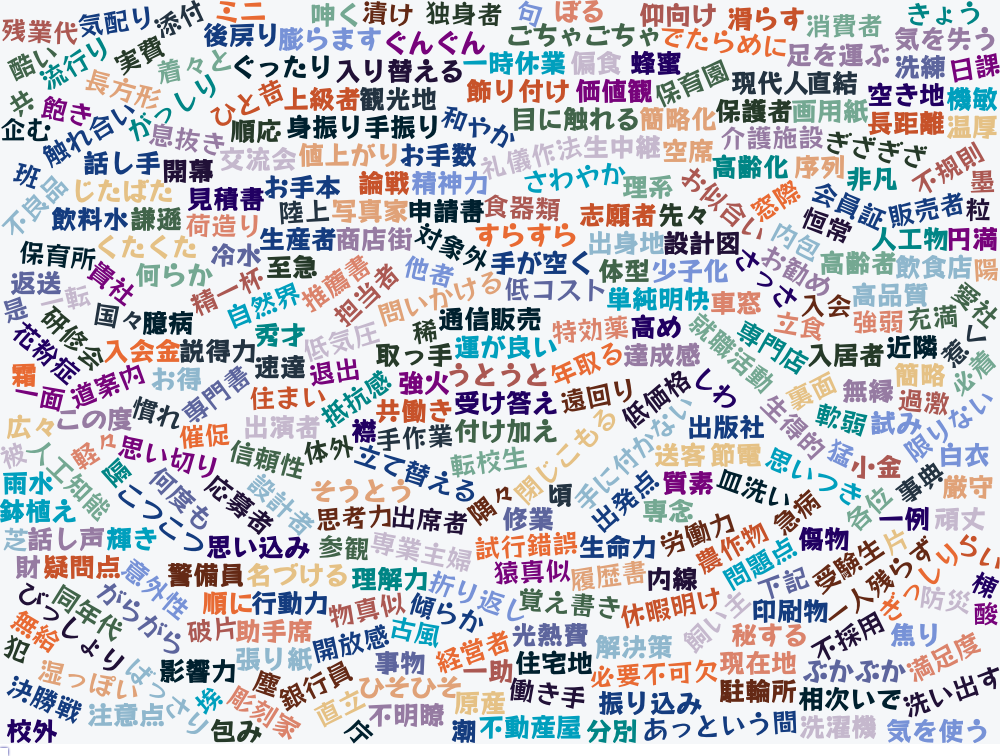 残業代
気配り
添付
ミニ
呻く
漬け
独身者
句
ぼる
仰向け
滑らす
消費者
きょう
酷い
流行り
実費
後戻り
膨らます
ぐんぐん
ごちゃごちゃ
でたらめに
足を運ぶ
気を失う
着々と
ぐったり
入り替える
一時休業
偏食
蜂蜜
保育園
現代人
直結
洗練
日課
共
飽き
長方形
がっしり
ひと昔
上級者
観光地
飾り付け
価値観
空き地
機敏
企む
触れ合い
息抜き
順応
身振り手振り
和やか
目に触れる
簡略化
保護者
画用紙
長距離
温厚
班
話し手
開幕
交流会
値上がり
お手数
礼儀作法
生中継
空席
介護施設
ぎざぎざ
不良品
じたばた
見積書
お手本
論戦
精神力
さわやか
理系
お似合い
高齢化
序列
非凡
不規則
墨
飲料水
謙遜
荷造り
陸上
写真家
申請書
食器類
志願者
先々
窓際
恒常
会員証
販売者
粒
保育所
くたくた
冷水
生産者
商店街
対象外
すらすら
出身地
設計図
内包
人工物
円満
返送
貴社
何らか
精一杯
至急
推薦書
他者
手が空く
体型
少子化
さっさ
お勧め
高齢者
飲食店
陽
是
一転
国々
臆病
自然界
担当者
問いかける
低コスト
単純明快
車窓
入会
高品質
愛社
花粉症
研修会
秀才
低気圧
稀
通信販売
特効薬
高め
就職活動
立食
強弱
充満
入会金
説得力
速達
退出
取っ手
運が良い
年取る
達成感
専門店
入居者
近隣
惹く
霜
一面
道案内
お得
専門書
住まい
抵抗感
強火
うとうと
遠回り
低価格
しわ
裏面
無縁
簡略
必着
広々
この度
慣れ
催促
出演者
共働き
受け答え
出版社
生得的
軟弱
過激
試み
限りない
被
人工知能
軽々
思い切り
信頼性
体外
襟
手作業
付け加え
閉じこもる
手に付かない
送客
節電
思いつき
猛
小金
白衣
雨水
鉢植え
何度も
応募者
設計者
立て替える
転校生
頃
出発点
質素
皿洗い
急病
各位
事典
厳守
こつこつ
そうとう
思考力
出席者
隅々
修業
専念
労働力
傷物
一例
頑丈
芝
話し声
輝き
思い込み
参観
専業主婦
試行錯誤
生命力
農作物
問題点
受験生
片
一人残らず
ぎっしり
らい
財
疑問点
意外性
警備員
名づける
理解力
折り返し
猿真似
履歴書
内線
下記
防災
棟
びっしょり
同年代
がらがら
順に
行動力
物真似
傾らか
覚え書き
休暇明け
飼い主
印刷物
酸
無給
破片
助手席
開放感
古風
経営者
光熱費
解決策
秘する
不採用
焦り
犯
湿っぽい
ばったり
影響力
張り紙
事物
一助
住宅地
必要不可欠
現在地
ぶかぶか
満足度
決勝戦
注意点
埃
彫刻家
塵
銀行員
直立
ひそひそ
原産
働き手
振り込み
駐輪所
相次いで
洗い出す
校外
包み
行
不明瞭
潮
不動産屋
分別
あっという間
洗濯機
気を使う